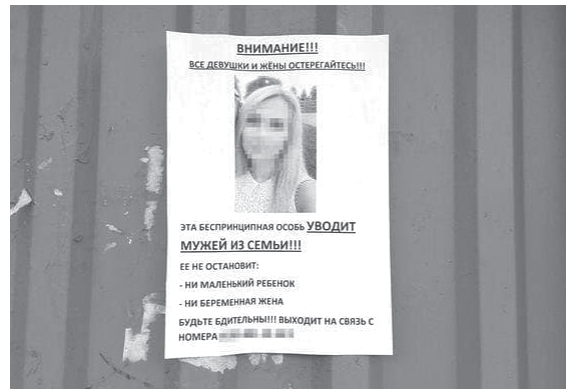 ВНИМАНИЕ!!!
ВСЕ ДЕВУШКИ И ЖЁНЫ ОСТЕРЕГАЙТЕСЬ!!!
ЭТА БЕСПРИНЦИПНАЯ ОСОБЬ УВОДИТ
МУЖЕЙ ИЗ СЕМЬИ!!!
ЕЕ НЕ ОСТАНОВИТ:
- НИ МАЛЕНЬКИЙ РЕБЕНОК
- НИ БЕРЕМЕННАЯ ЖЕНА
БУДЬТЕ БДИТЕЛЬНЫ!!! ВЫХОДИТ НА СВЯЗЬ С
НОМЕРА